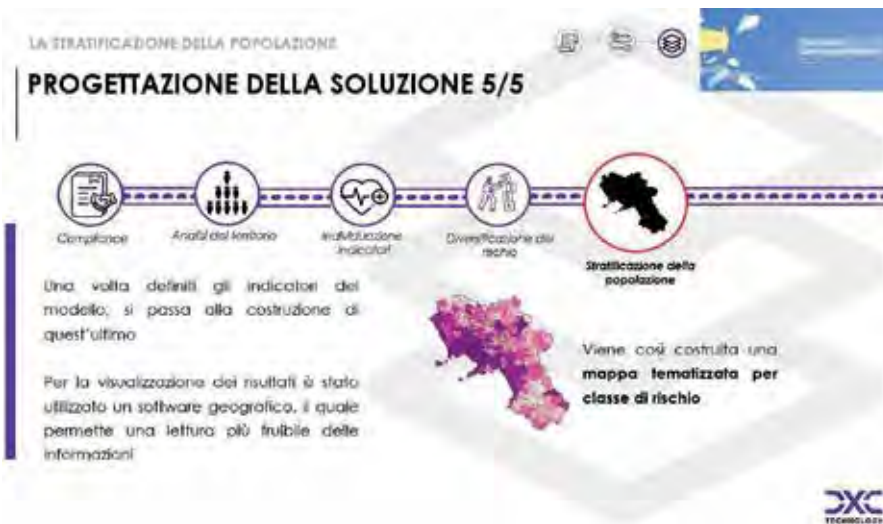 LA STRATIFICAZIONE DELLA POPOLAZIONE
PROGETTAZIONE DELLA SOLUZIONE 5/5
Compliance
Analisi del territorio
Individuazione
indicatori
Diversificazione del
rischio
Stratificazione della
popolazione
Una volta definiti gli indicatori del
modello, si passa alla costruzione di
quest'ultimo
Per la visualizzazione dei risultati è stato
utilizzato un software geografico, il quale
permette una lettura più fruibile delle
informazioni
Viene così costruita una
mappa tematizzata per
classe di rischio
DXC
TECHNOLOGY